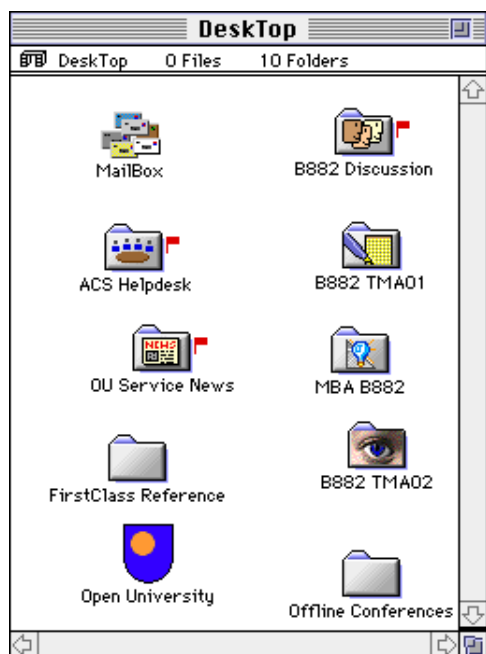 DeskTop
DeskTop 0 Files 10 Folders
MailBox
B882 Discussion
ACS Helpdesk
B882 TMA01
NEWS
OU Service News
MBA B882
FirstClass Reference
B882 TMA02
Open University
Offline Conferences